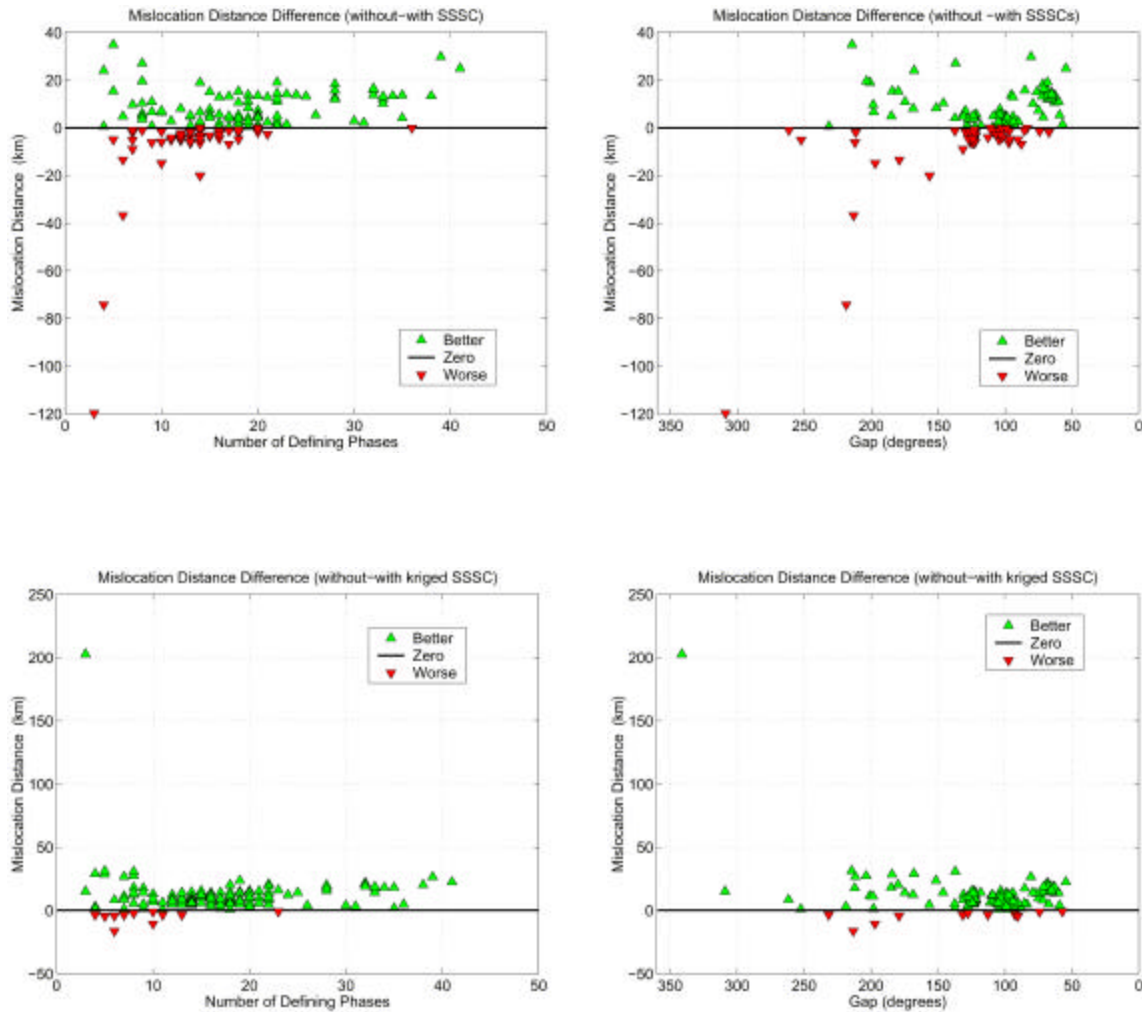 Mislocation Distance Difference (without−with SSSC)
40
20
0
−20
−40
−60
−80
−100
−120
Mislocation Distance (km)
Better
Zero
Worse
0 10 20 30 40 50
Number of Defining Phases
Mislocation Distance Difference (without −with SSSCs)
40
20
0
−20
−40
−60
−80
−100
−120
Mislocation Distance (km)
Better
Zero
Worse
350 300 250 200 150 100 50 0
Gap (degrees)
Mislocation Distance Difference (without−with kriged SSSC)
250
200
150
100
50
0
−50
Mislocation Distance (km)
Better
Zero
Worse
0 10 20 30 40 50
Number of Defining Phases
Mislocation Distance Difference (without−with kriged SSSC)
250
200
150
100
50
0
−50
Mislocation Distance (km)
Better
Zero
Worse
350 300 250 200 150 100 50 0
Gap (degrees)